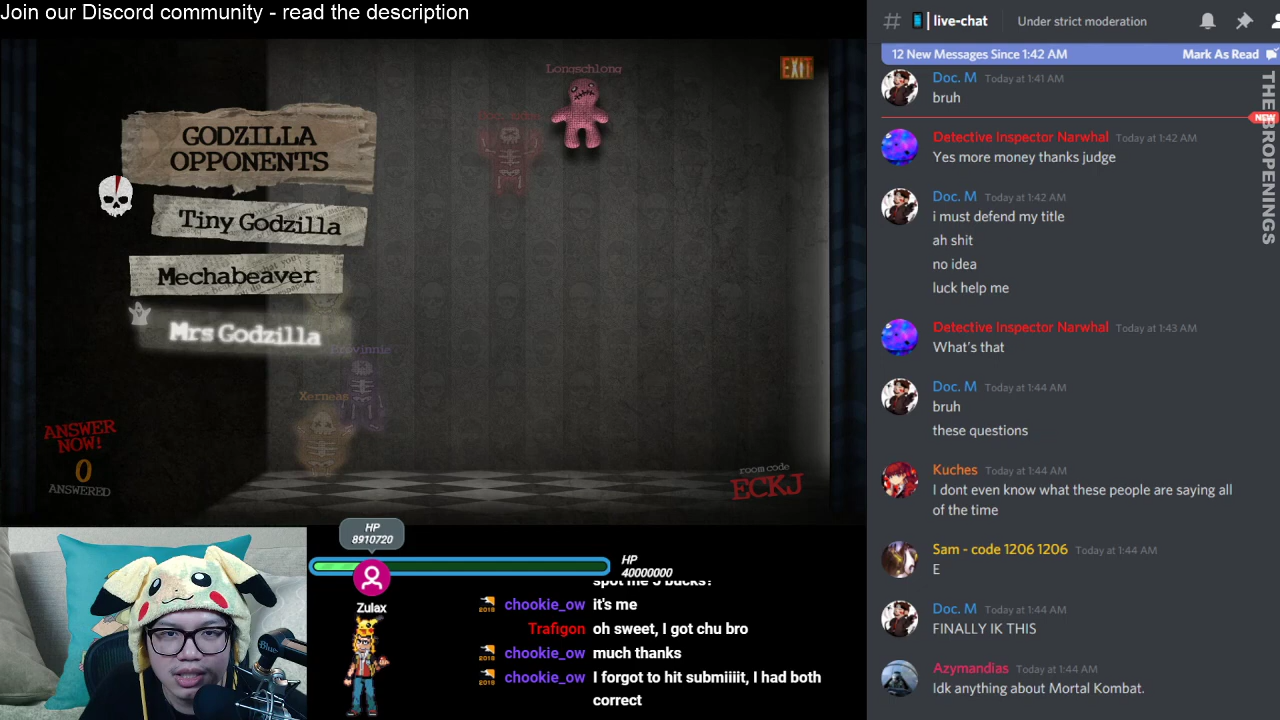 Join our Discord community - read the description
Longschlong
EXIT
GODZILLA
OPPONENTS
Tiny Godzilla
Mechabeaver
Mrs Godzilla
Xerneas
ANSWER
NOW!
0
ANSWERED
room code
ECKJ
HP
8910720
HP
40000000
Zulax
chookie_ow it's me
Trafigon oh sweet, I got chu bro
chookie_ow much thanks
chookie_ow I forgot to hit submiiiit, I had both
correct
# | live-chat Under strict moderation
12 New Messages Since 1:42 AM Mark As Read
Doc. M Today at 1:41 AM
bruh
NEW
Detective Inspector Narwhal Today at 1:42 AM
Yes more money thanks judge
Doc. M Today at 1:42 AM
i must defend my title
ah shit
no idea
luck help me
Detective Inspector Narwhal Today at 1:43 AM
What's that
Doc. M Today at 1:44 AM
bruh
these questions
Kuches Today at 1:44 AM
I dont even know what these people are saying all
of the time
Sam - code 1206 1206 Today at 1:44 AM
E
Doc. M Today at 1:44 AM
FINALLY IK THIS
Azymandias Today at 1:44 AM
Idk anything about Mortal Kombat.
THE BROPENINGS